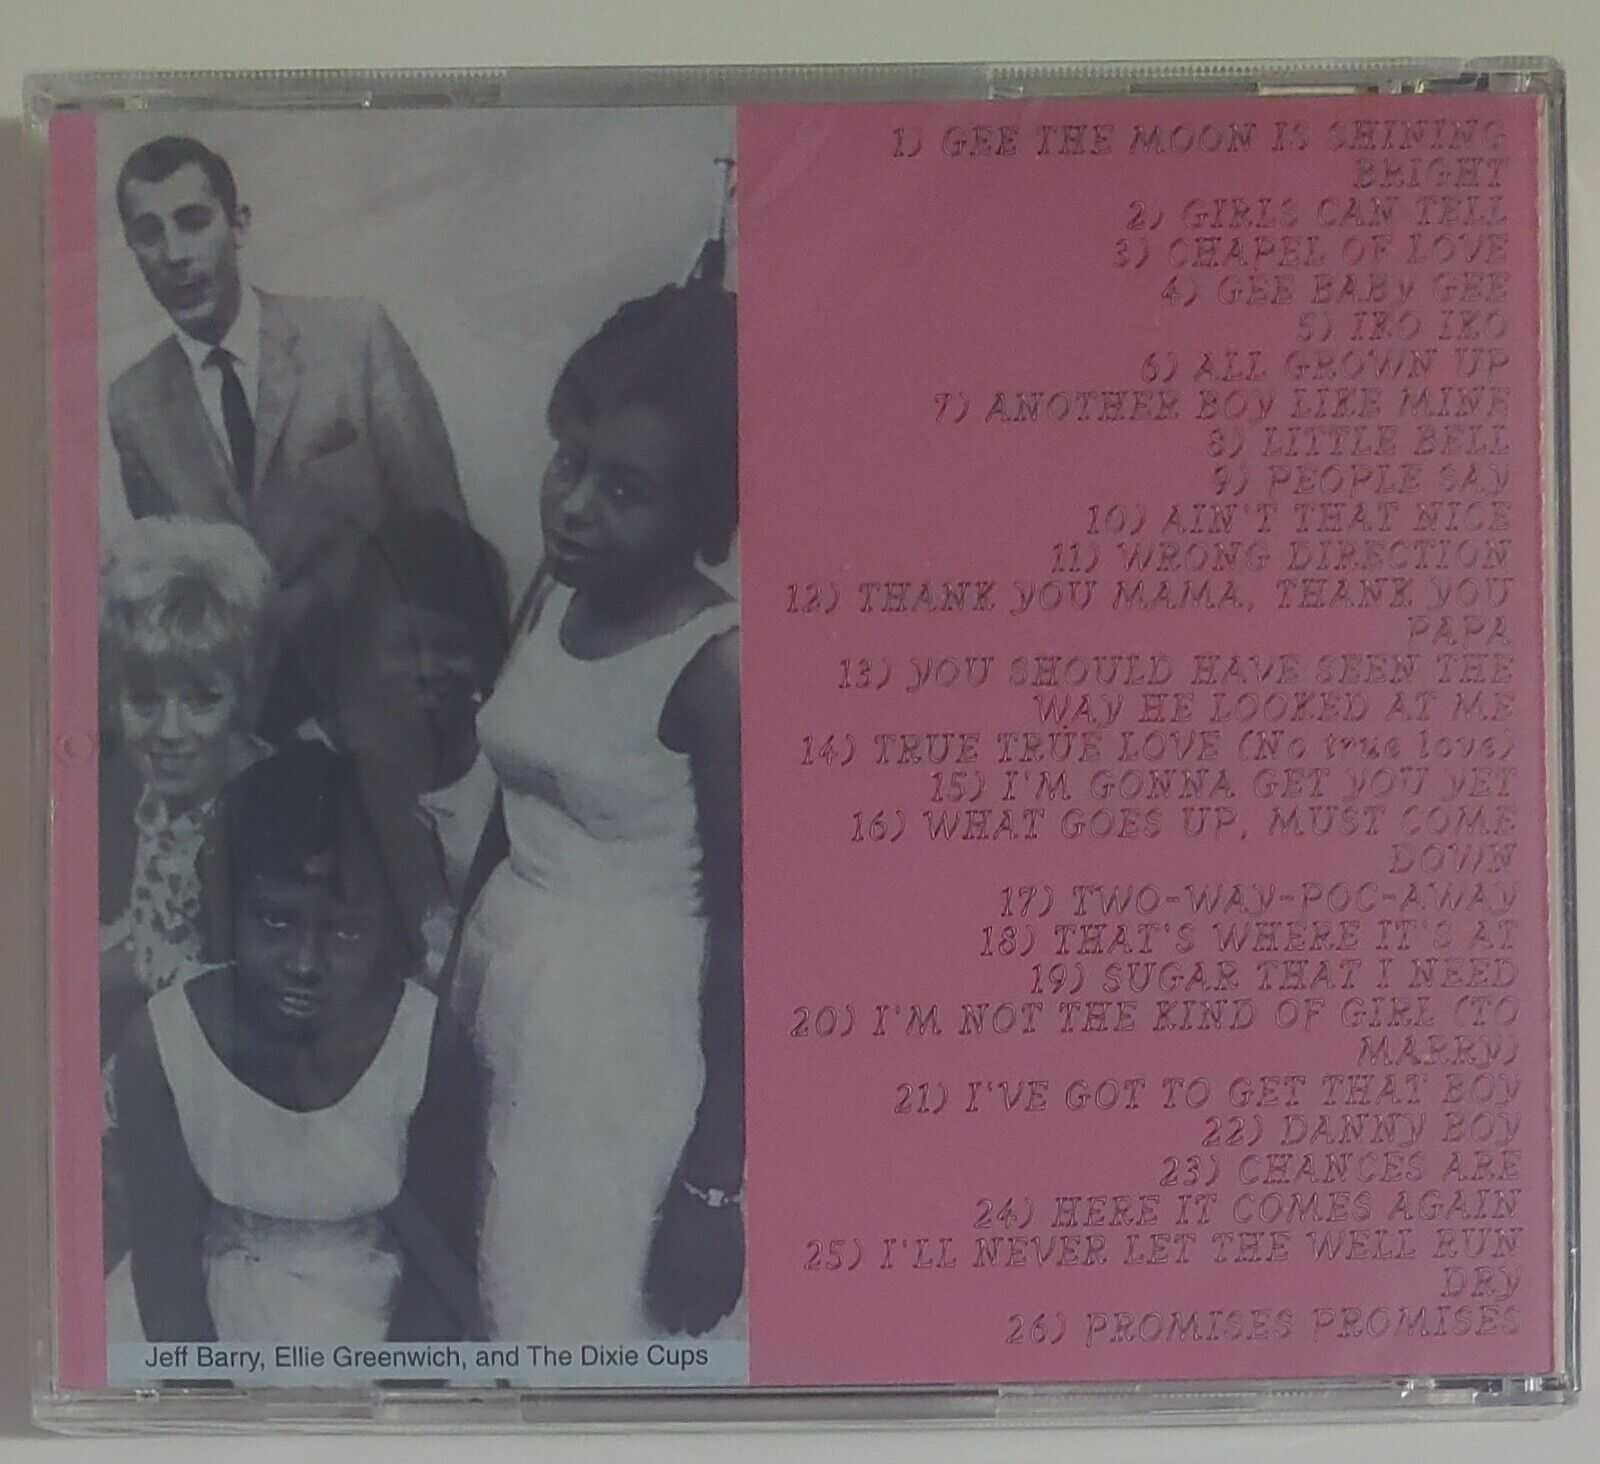 1) GEE THE MOON IS SHINING
BRIGHT
2) GIRLS CAN TELL
3) CHAPEL OF LOVE
4) GEE BABY GEE
5) IKO IKO
6) ALL GROWN UP
7) ANOTHER BOY LIKE MINE
8) LITTLE BELL
9) PEOPLE SAY
10) AIN'T THAT NICE
11) WRONG DIRECTION
12) THANK YOU MAMA, THANK YOU
PAPA
13) YOU SHOULD HAVE SEEN THE
WAY HE LOOKED AT ME
14) TRUE TRUE LOVE (No true love)
15) I'M GONNA GET YOU YET
16) WHAT GOES UP, MUST COME
DOWN
17) TWO-WAY-POC-A-WAY
18) THAT'S WHERE IT'S AT
19) SUGAR THAT I NEED
20) I'M NOT THE KIND OF GIRL (TO
MARRY)
21) I'VE GOT TO GET THAT BOY
22) DANNY BOY
23) CHANCES ARE
24) HERE IT COMES AGAIN
25) I'LL NEVER LET THE WELL RUN
DRY
26) PROMISES PROMISES
Jeff Barry, Ellie Greenwich, and The Dixie Cups